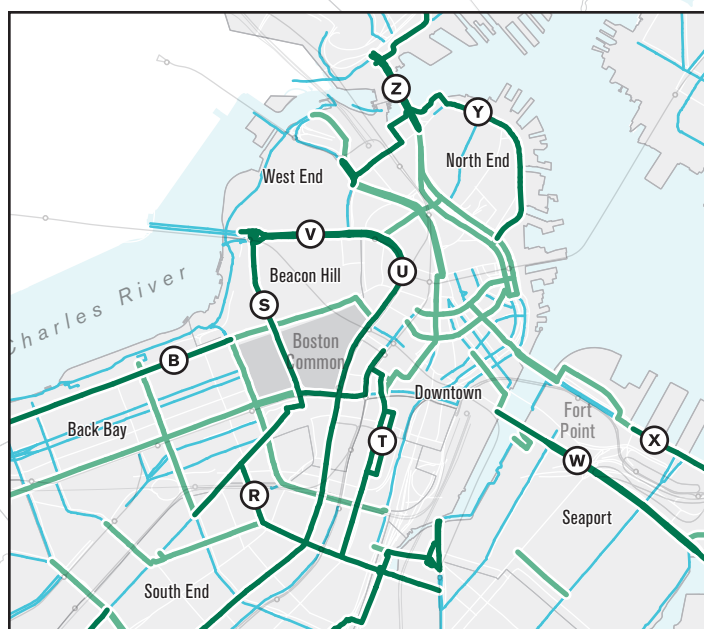 Z
Y
North End
West End
V
Beacon Hill
U
Charles River
S
Boston
Common
B
Downtown
Back Bay
Fort
Point
T
X
W
R
Seaport
South End